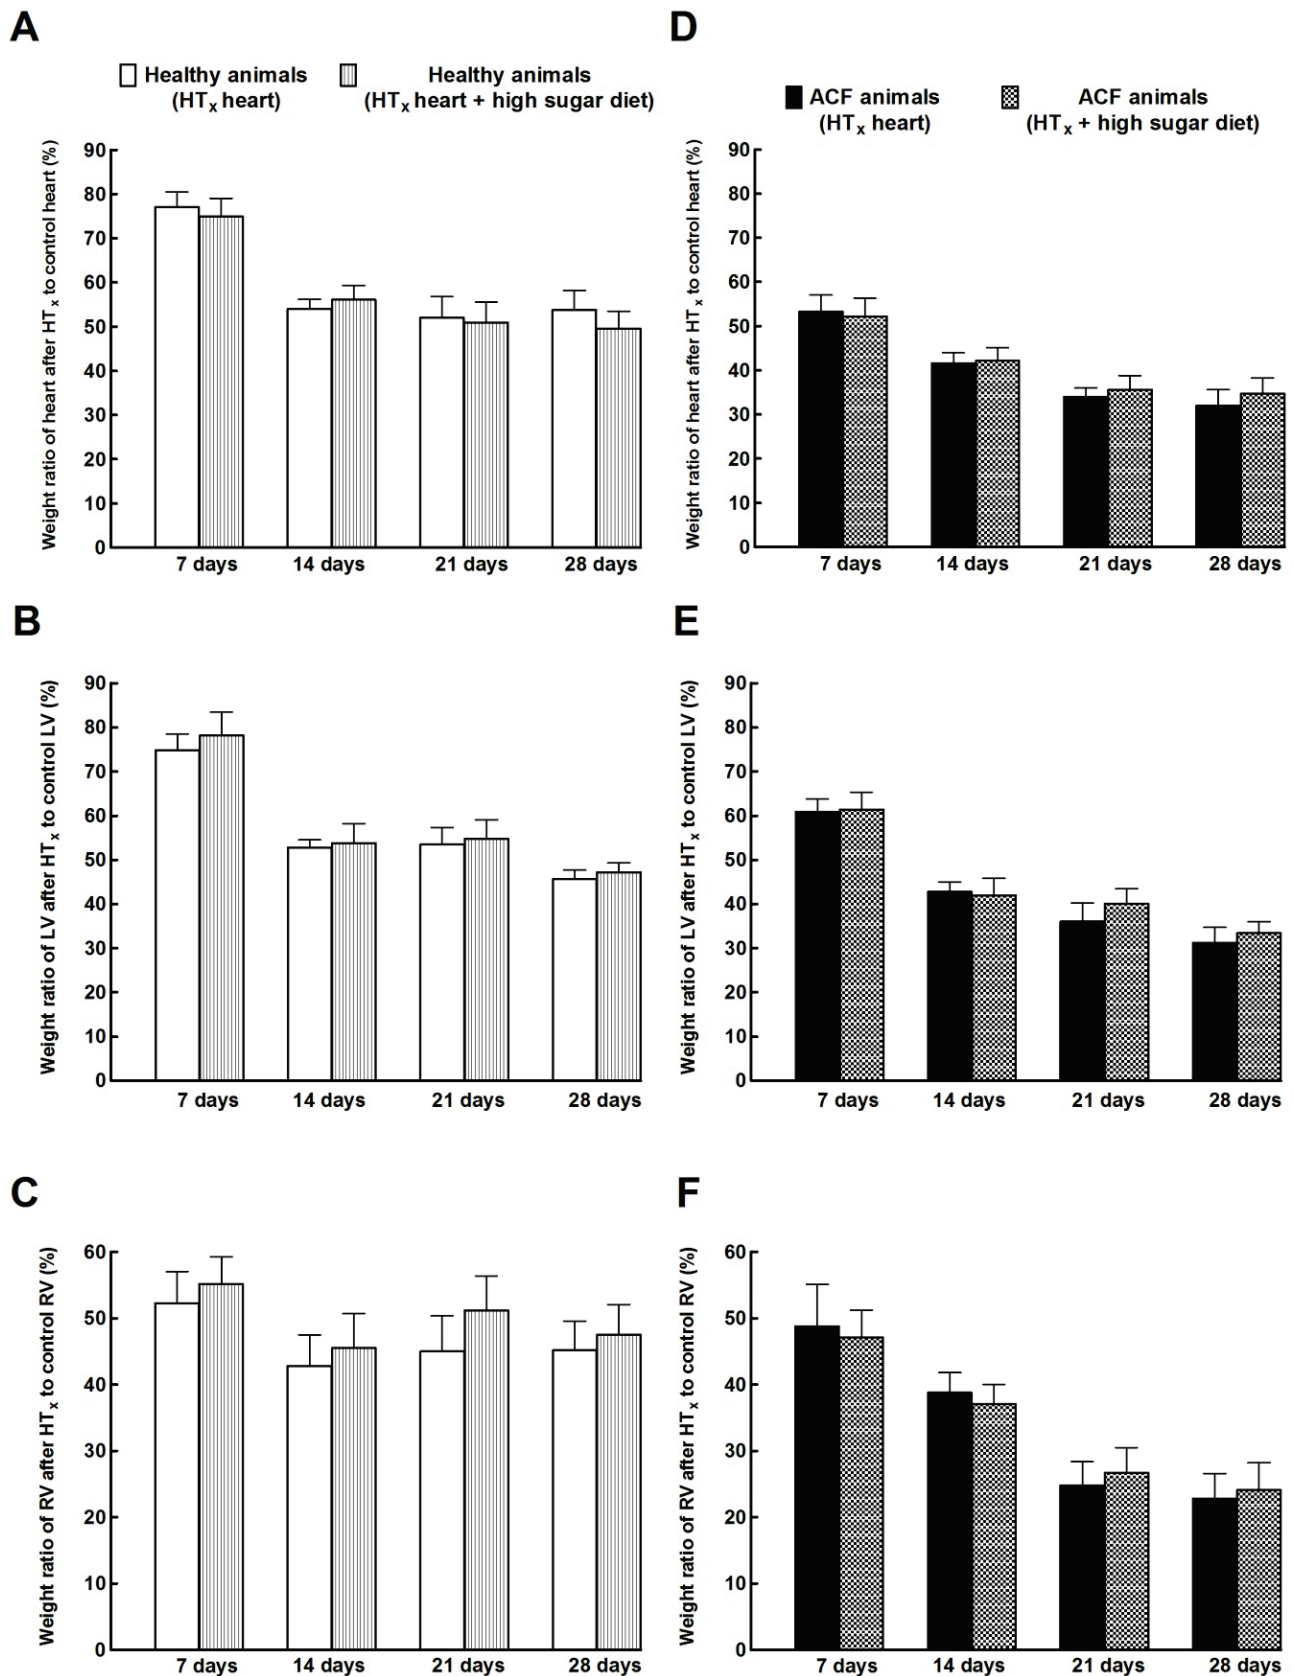 A
Healthy animals
(HTx heart)
Healthy animals
(HTx heart + high sugar diet)
Weight ratio of heart after HTx to control heart (%)
90
80
70
60
50
40
30
20
10
0
7 days
14 days
21 days
28 days
D
ACF animals
(HTx heart)
ACF animals
(HTx + high sugar diet)
Weight ratio of heart after HTx to control heart (%)
90
80
70
60
50
40
30
20
10
0
7 days
14 days
21 days
28 days
B
Weight ratio of LV after HTx to control LV (%)
90
80
70
60
50
40
30
20
10
0
7 days
14 days
21 days
28 days
E
Weight ratio of LV after HTx to control LV (%)
90
80
70
60
50
40
30
20
10
0
7 days
14 days
21 days
28 days
C
Weight ratio of RV after HTx to control RV (%)
60
50
40
30
20
10
0
7 days
14 days
21 days
28 days
F
Weight ratio of RV after HTx to control RV (%)
60
50
40
30
20
10
0
7 days
14 days
21 days
28 days